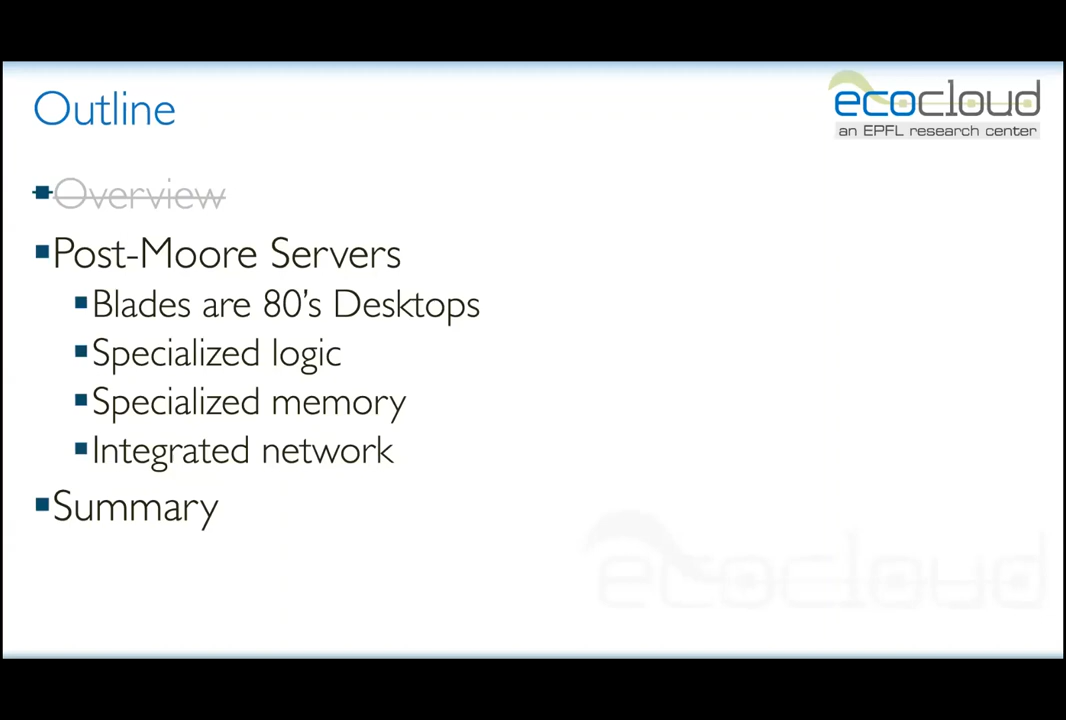 Outline
ecocloud
an EPFL research center
Overview
Post-Moore Servers
Blades are 80's Desktops
Specialized logic
Specialized memory
Integrated network
Summary
ecocloud